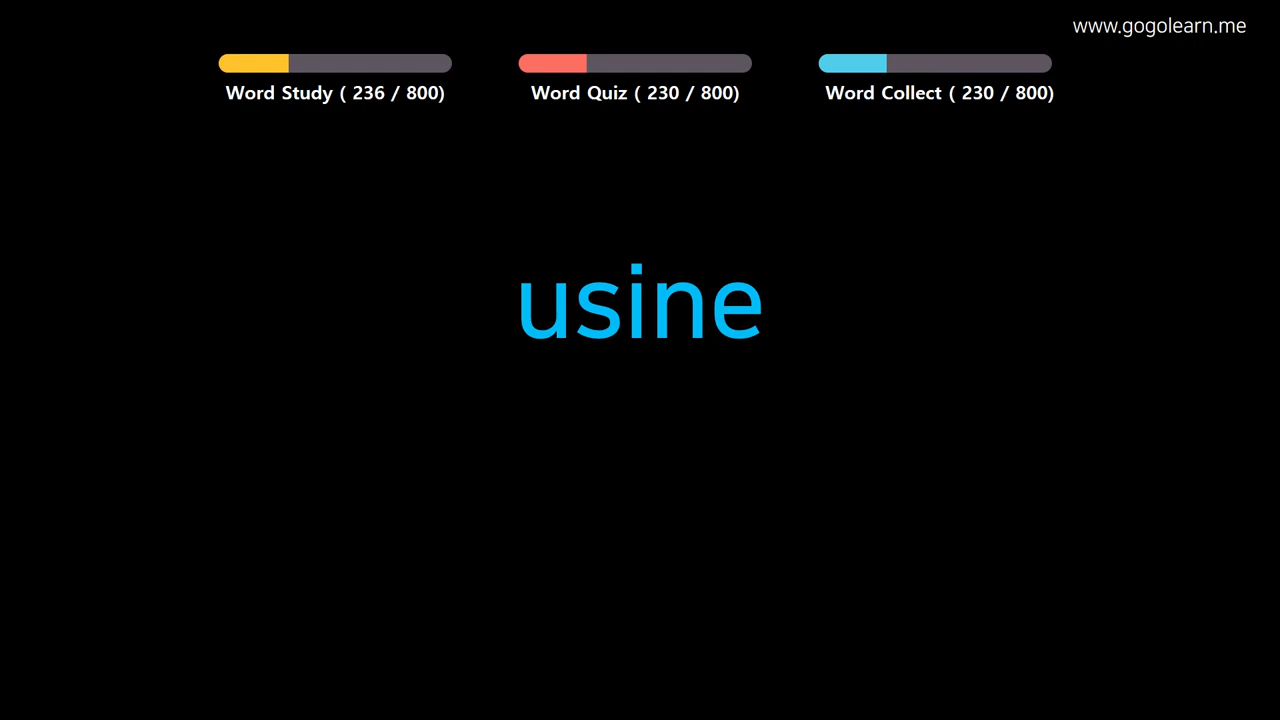 www.gogolearn.me
Word Study ( 236 / 800)
Word Quiz ( 230 / 800)
Word Collect ( 230 / 800)
usine